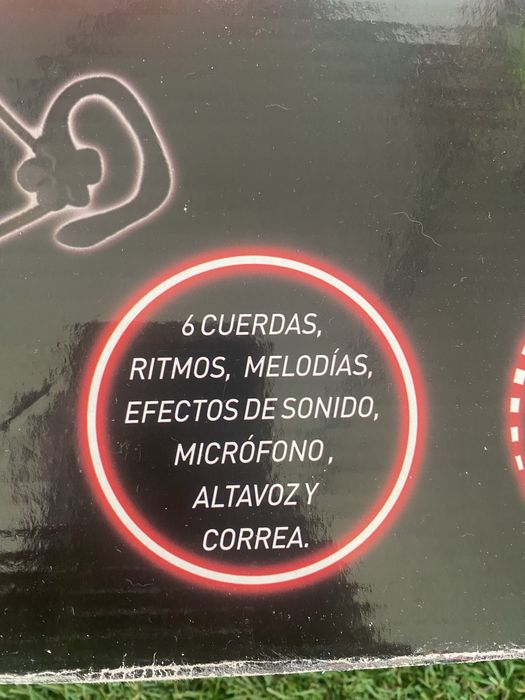 6 CUERDAS,
RITMOS, MELODÍAS,
EFECTOS DE SONIDO,
MICRÓFONO,
ALTAVOZ Y
CORREA.